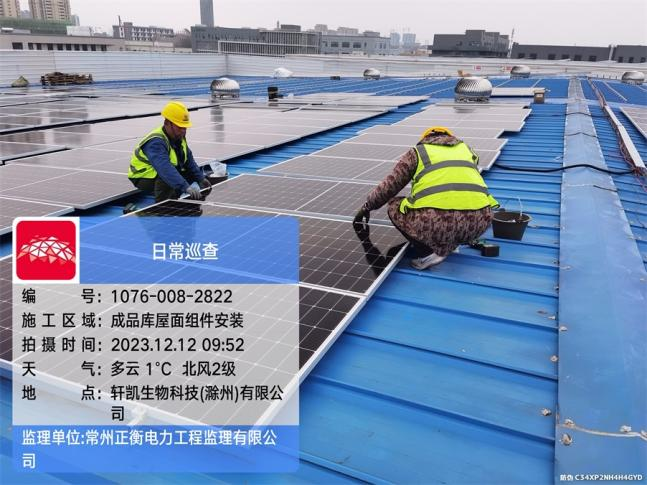 日常巡查
编号：1076-008-2822
施工区域：成品库屋面组件安装
拍摄时间：2023.12.12 09:52
天气：多云 1℃ 北风2级
地点：轩凯生物科技(滁州)有限公
司
监理单位:常州正衡电力工程监理有限公
司
防伪 C34XP2NH4H4GYD